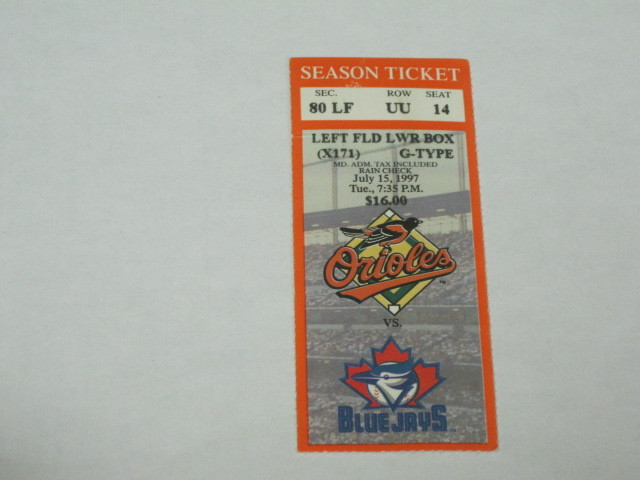 SEASON TICKET
SEC. ROW SEAT
80 LF UU 14
LEFT FLD LWR BOX
(X171) G-TYPE
MD. ADM. TAX INCLUDED
RAIN CHECK
July 15, 1997
Tue., 7:35 P.M.
$16.00
Orioles
VS.
BLUE JAYS